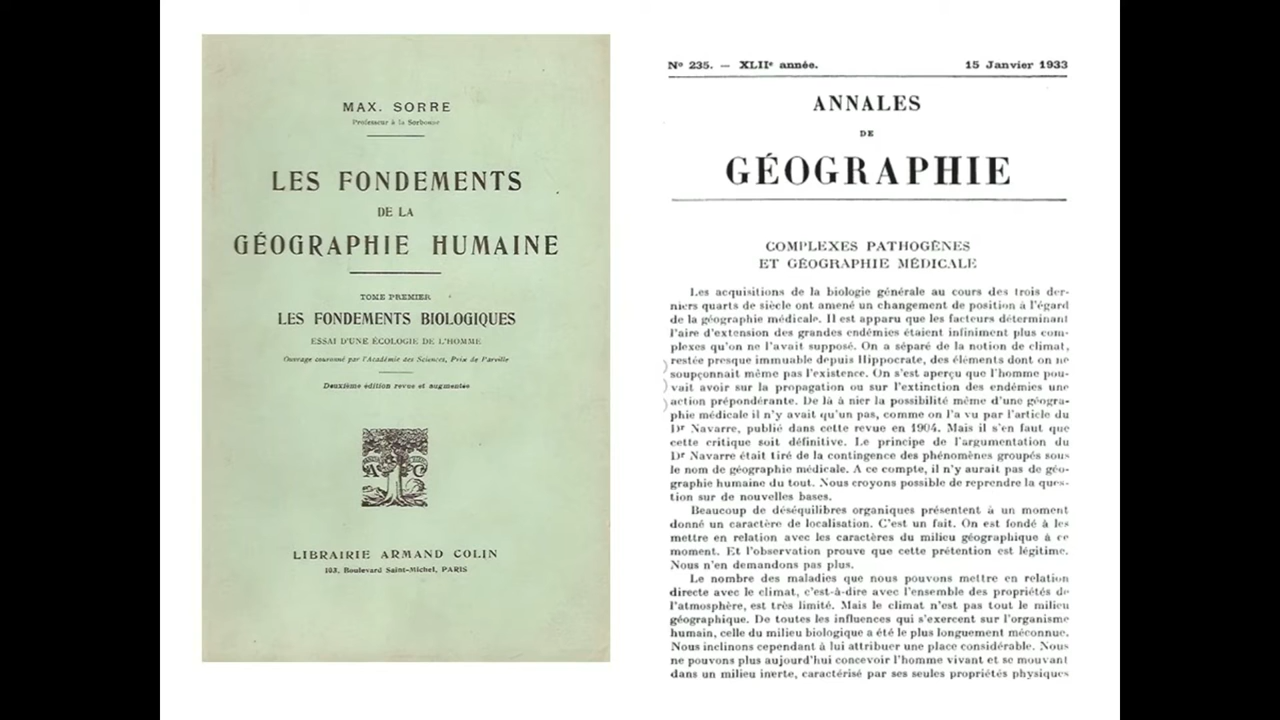 MAX. SORRE
Professeur à la Sorbonne
LES FONDEMENTS
DE LA
GÉOGRAPHIE HUMAINE
TOME PREMIER
LES FONDEMENTS BIOLOGIQUES
ESSAI D'UNE ÉCOLOGIE DE L'HOMME
Ouvrage couronné par l'Académie des Sciences, Prix de Parville
Deuxième édition revue et augmentée
A C
LIBRAIRIE ARMAND COLIN
103, Boulevard Saint-Michel, PARIS
Nº 235. — XLIIᵉ année. 15 Janvier 1933
ANNALES
DE
GÉOGRAPHIE
COMPLEXES PATHOGÈNES
ET GÉOGRAPHIE MÉDICALE
Les acquisitions de la biologie générale au cours des trois der-
niers quarts de siècle ont amené un changement de position à l'égard
de la géographie médicale. Il est apparu que les facteurs déterminant
l'aire d'extension des grandes endémies étaient infiniment plus com-
plexes qu'on ne l'avait supposé. On a séparé de la notion de climat,
restée presque immuable depuis Hippocrate, des éléments dont on ne
soupçonnait même pas l'existence. On s'est aperçu que l'homme pou-
vait avoir sur la propagation ou sur l'extinction des endémies une
action prépondérante. De là à nier la possibilité même d'une géogra-
phie médicale il n'y avait qu'un pas, comme on l'a vu par l'article du
Dʳ Navarre, publié dans cette revue en 1904. Mais il s'en faut que
cette critique soit définitive. Le principe de l'argumentation du
Dʳ Navarre était tiré de la contingence des phénomènes groupés sous
le nom de géographie médicale. A ce compte, il n'y aurait pas de géo-
graphie humaine du tout. Nous croyons possible de reprendre la ques-
tion sur de nouvelles bases.
Beaucoup de déséquilibres organiques présentent à un moment
donné un caractère de localisation. C'est un fait. On est fondé à les
mettre en relation avec les caractères du milieu géographique à ce
moment. Et l'observation prouve que cette prétention est légitime.
Nous n'en demandons pas plus.
Le nombre des maladies que nous pouvons mettre en relation
directe avec le climat, c'est-à-dire avec l'ensemble des propriétés de
l'atmosphère, est très limité. Mais le climat n'est pas tout le milieu
géographique. De toutes les influences qui s'exercent sur l'organisme
humain, celle du milieu biologique a été le plus longuement méconnue.
Nous inclinons cependant à lui attribuer une place considérable. Nous
ne pouvons plus aujourd'hui concevoir l'homme vivant et se mouvant
dans un milieu inerte, caractérisé par ses seules propriétés physiques